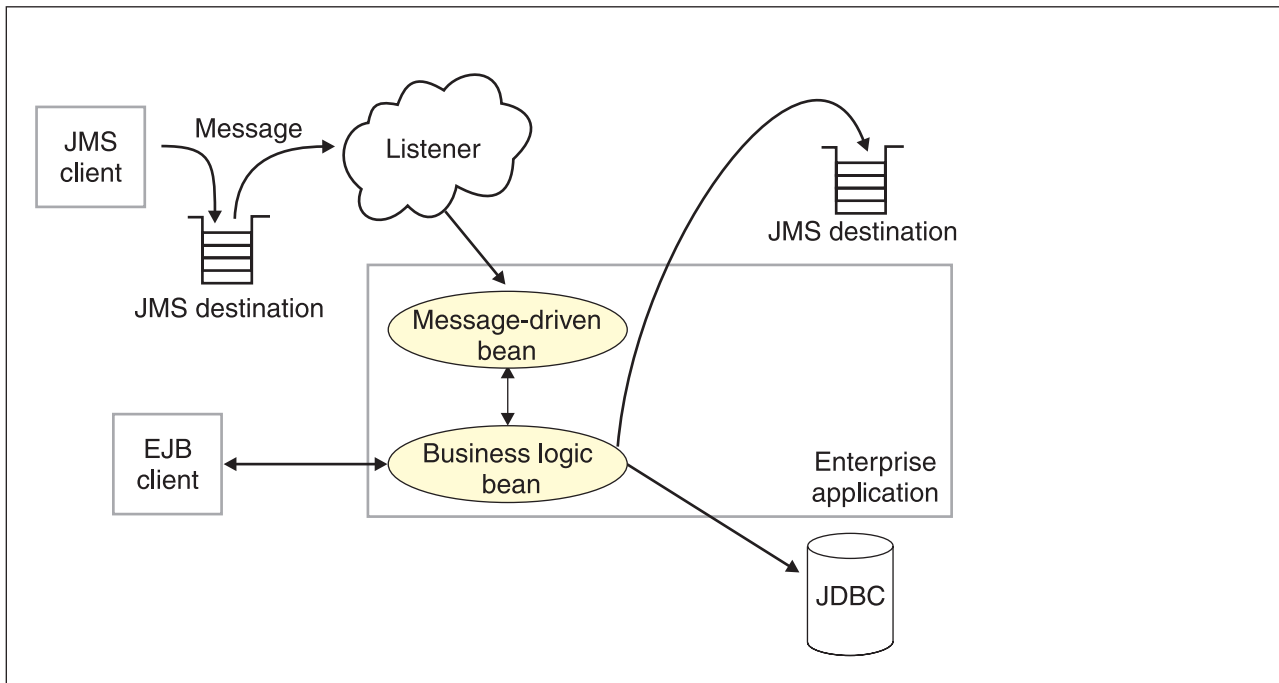 JMS
client
Message
Listener
JMS destination
JMS destination
Message-driven
bean
EJB
client
Business logic
bean
Enterprise
application
JDBC